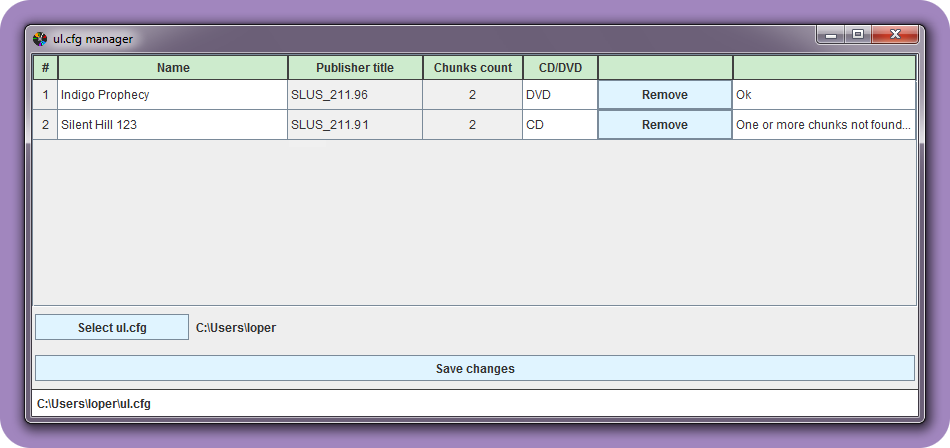 ul.cfg manager
# Name Publisher title Chunks count CD/DVD
1 Indigo Prophecy SLUS_211.96 2 DVD Remove Ok
2 Silent Hill 123 SLUS_211.91 2 CD Remove One or more chunks not found...
Select ul.cfg C:\Users\loper
Save changes
C:\Users\loper\ul.cfg